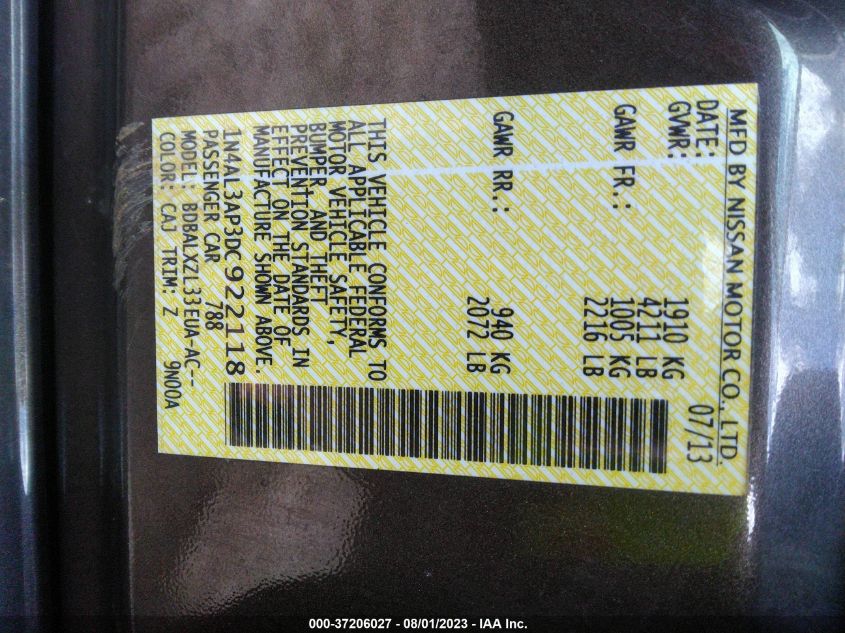 MFD BY NISSAN MOTOR CO., LTD.
DATE: 07/13
GVWR: 1910 KG
4211 LB
GAWR FR.: 1005 KG
2216 LB
GAWR RR.: 940 KG
2072 LB
THIS VEHICLE CONFORMS TO
ALL APPLICABLE FEDERAL
MOTOR VEHICLE SAFETY,
BUMPER, AND THEFT
PREVENTION STANDARDS IN
EFFECT ON THE DATE OF
MANUFACTURE SHOWN ABOVE.
1N4AL3AP3DC922118
PASSENGER CAR 788
MODEL: BDBALXZL33EUA-AC--
COLOR: CAJ TRIM: Z 9N00A
000-37206027 - 08/01/2023 - IAA Inc.